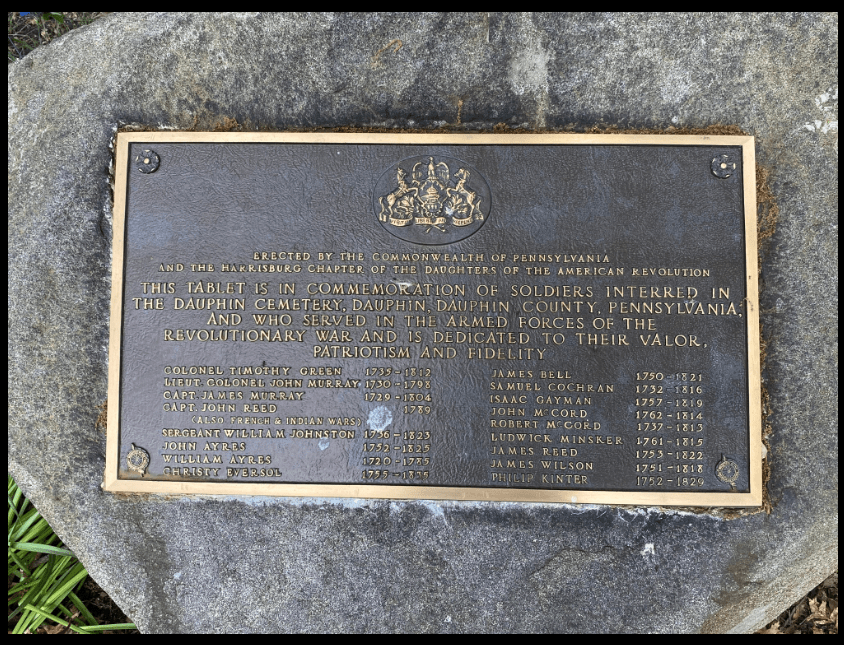 ERECTED BY THE COMMONWEALTH OF PENNSYLVANIA
AND THE HARRISBURG CHAPTER OF THE DAUGHTERS OF THE AMERICAN REVOLUTION
THIS TABLET IS IN COMMEMORATION OF SOLDIERS INTERRED IN
THE DAUPHIN CEMETERY, DAUPHIN, DAUPHIN COUNTY, PENNSYLVANIA,
AND WHO SERVED IN THE ARMED FORCES OF THE
REVOLUTIONARY WAR AND IS DEDICATED TO THEIR VALOR,
PATRIOTISM AND FIDELITY
COLONEL TIMOTHY GREEN 1735-1812
LIEUT. COLONEL JOHN MURRAY 1730-1798
CAPT. JAMES MURRAY 1729-1804
CAPT. JOHN REED 1789
(ALSO FRENCH & INDIAN WARS)
SERGEANT WILLIAM JOHNSTON 1756-1823
JOHN AYRES 1752-1825
WILLIAM AYRES 1720-1785
CHRISTY EVERSOL 1755-1825
JAMES BELL 1750-1821
SAMUEL COCHRAN 1732-1816
ISAAC GAYMAN 1757-1819
JOHN McCORD 1762-1814
ROBERT McCORD 1737-1813
LUDWICK MINSKER 1761-1815
JAMES REED 1753-1822
JAMES WILSON 1751-1818
PHILIP KINTER 1752-1829